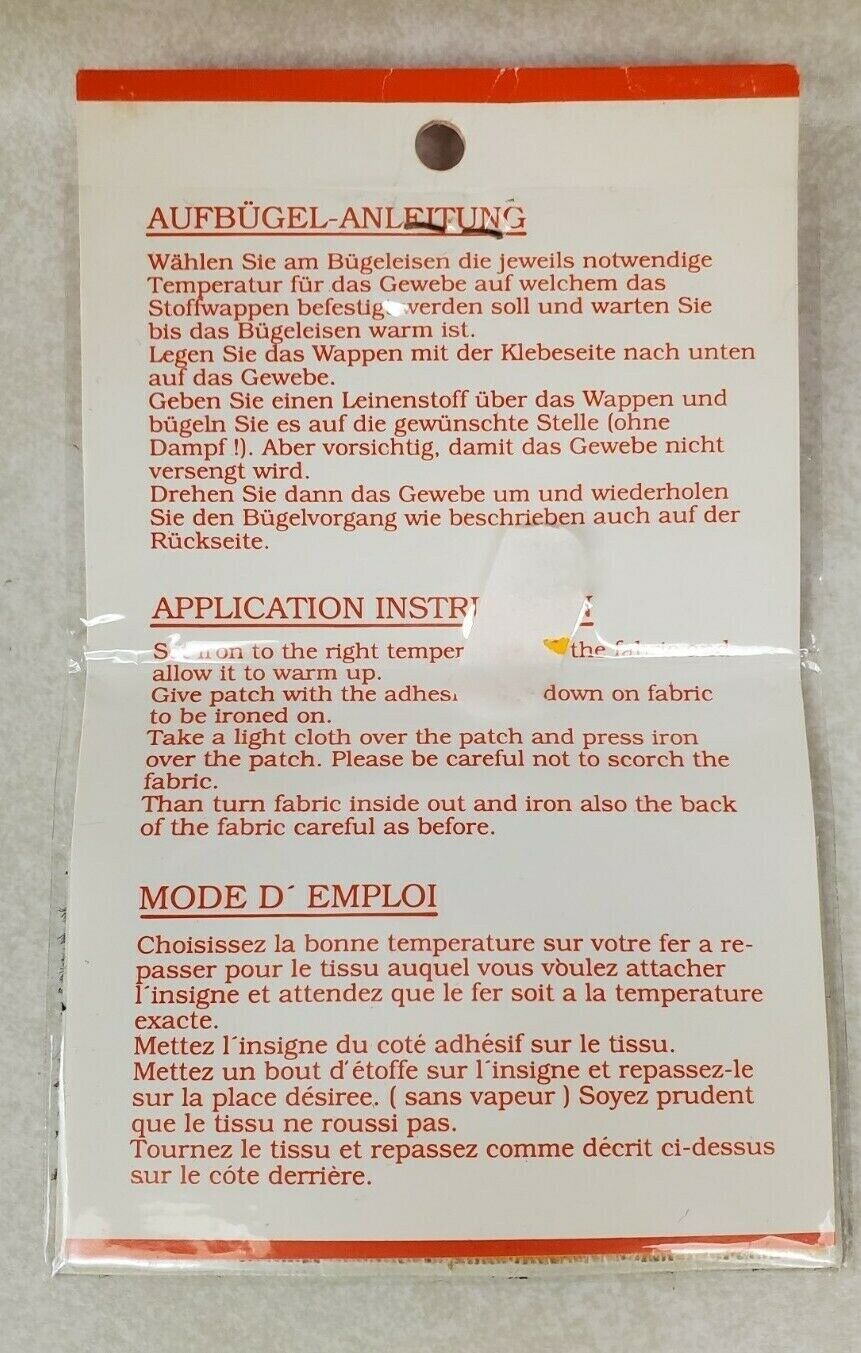 AUFBÜGEL-ANLEITUNG
Wählen Sie am Bügeleisen die jeweils notwendige
Temperatur für das Gewebe auf welchem das
Stoffwappen werden soll und warten Sie
bis das Bügeleisen warm ist.
Legen Sie das Wappen mit der Klebeseite nach unten
auf das Gewebe.
Geben Sie einen Leinenstoff über das Wappen und
bügeln Sie es auf die gewünschte Stelle (ohne
Dampf !). Aber vorsichtig, damit das Gewebe nicht
versengt wird.
Drehen Sie dann das Gewebe um und wiederholen
Sie den Bügelvorgang wie beschrieben auch auf der
Rückseite.
APPLICATION
iron to the right the fabric and
allow it to warm up.
Give patch with the down on fabric
to be ironed on.
Take a light cloth over the patch and press iron
over the patch. Please be careful not to scorch the
fabric.
Than turn fabric inside out and iron also the back
of the fabric careful as before.
MODE D´ EMPLOI
Choisissez la bonne temperature sur votre fer a re-
passer pour le tissu auquel vous voulez attacher
l´insigne et attendez que le fer soit a la temperature
exacte.
Mettez l´insigne du coté adhésif sur le tissu.
Mettez un bout d´étoffe sur l´insigne et repassez-le
sur la place désiree. ( sans vapeur ) Soyez prudent
que le tissu ne roussi pas.
Tournez le tissu et repassez comme décrit ci-dessus
sur le cóte derrière.